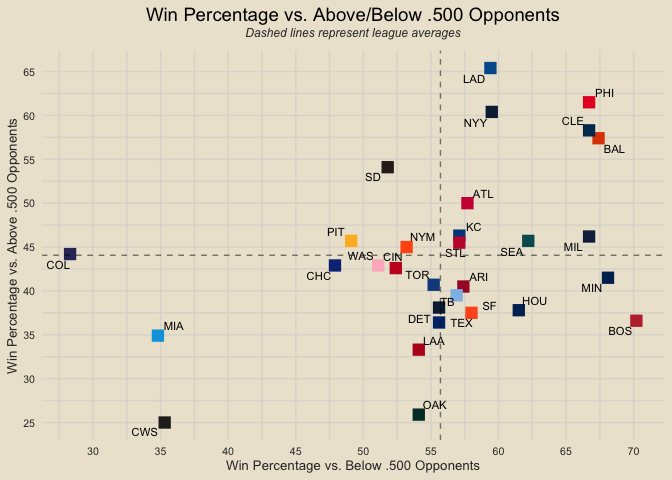 Win Percentage vs. Above/Below .500 Opponents
Dashed lines represent league averages
Win Percentage vs. Above .500 Opponents
65
60
55
50
45
40
35
30
25
LAD
PHI
NYY
CLE
BAL
SD
ATL
PIT
NYM
KC
STL
SEA
MIL
COL
WAS
CIN
CHC
TOR
ARI
MIN
TB
SF
HOU
DET
TEX
BOS
MIA
LAA
OAK
CWS
30 35 40 45 50 55 60 65 70
Win Percentage vs. Below .500 Opponents